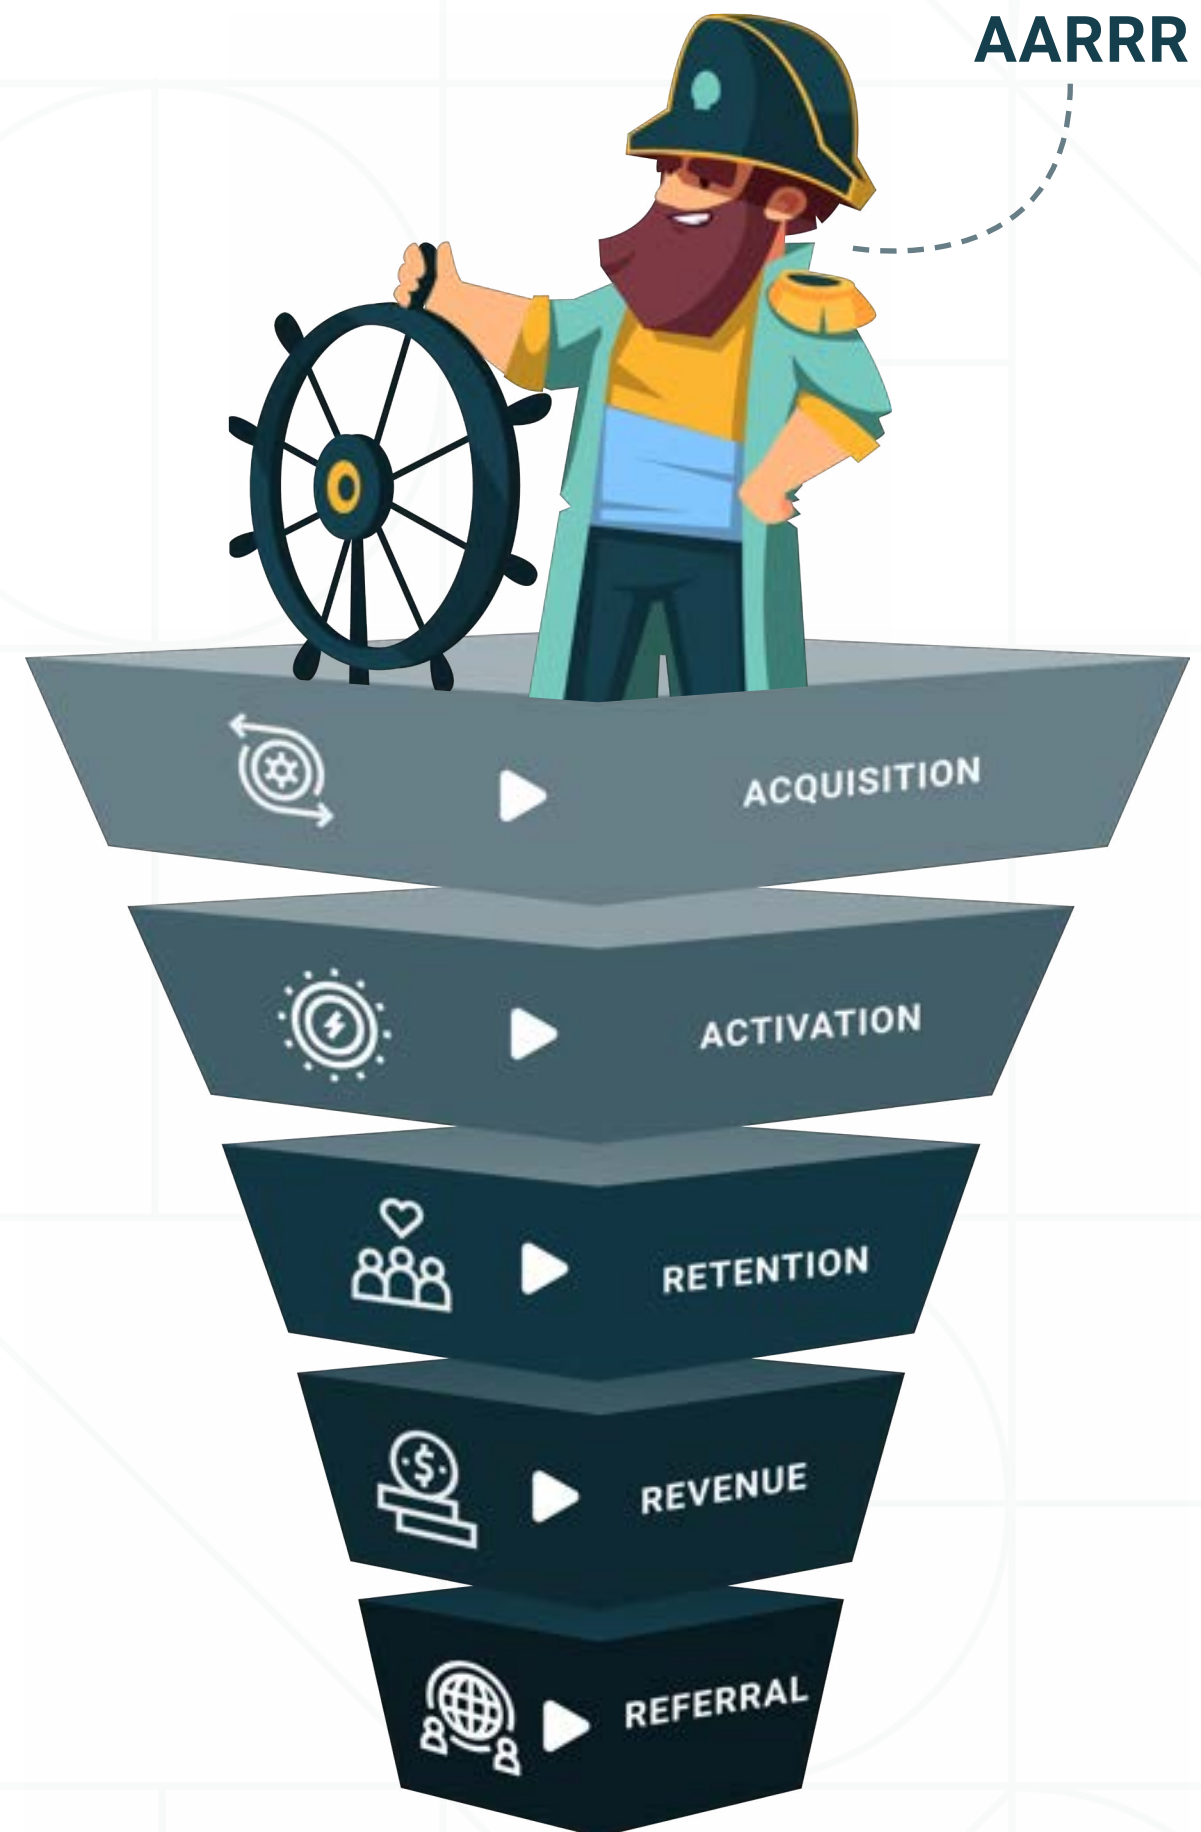 AARRR
ACQUISITION
ACTIVATION
RETENTION
REVENUE
REFERRAL